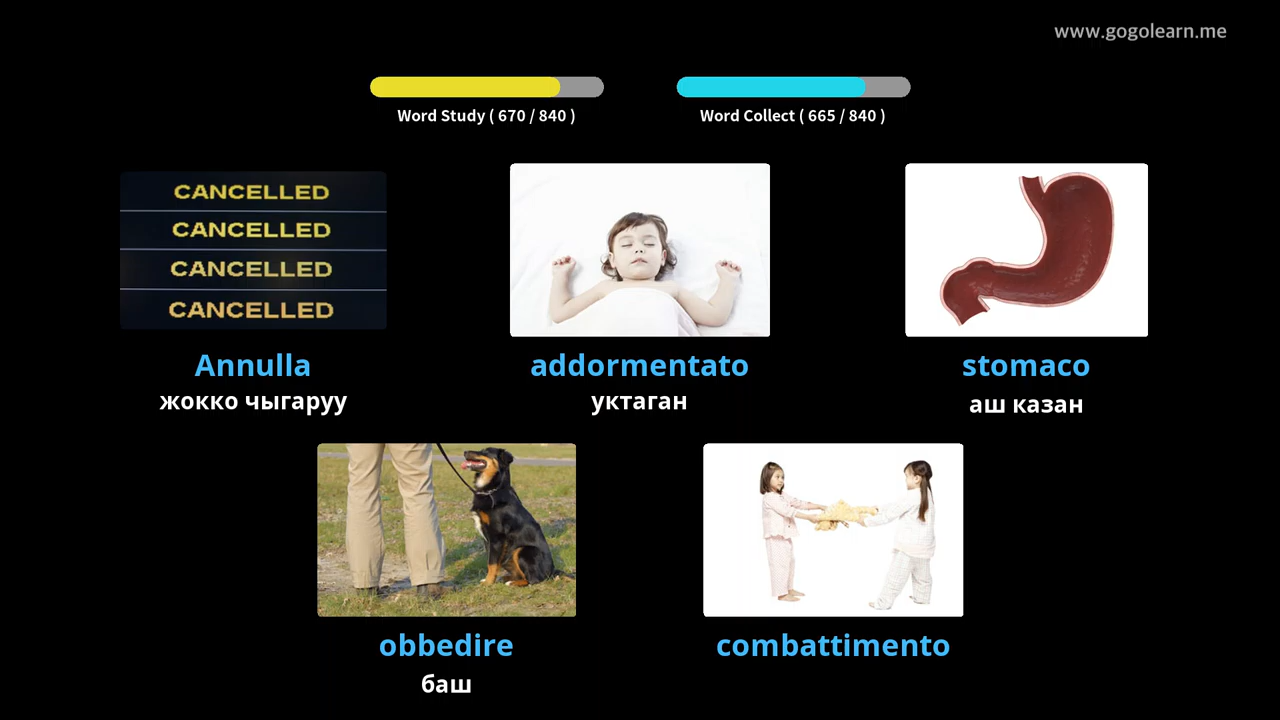 www.gogolearn.me
Word Study ( 670 / 840 )
Word Collect ( 665 / 840 )
CANCELLED
CANCELLED
CANCELLED
CANCELLED
Annulla
жокко чыгаруу
addormentato
уктаган
stomaco
аш казан
obbedire
баш
combattimento